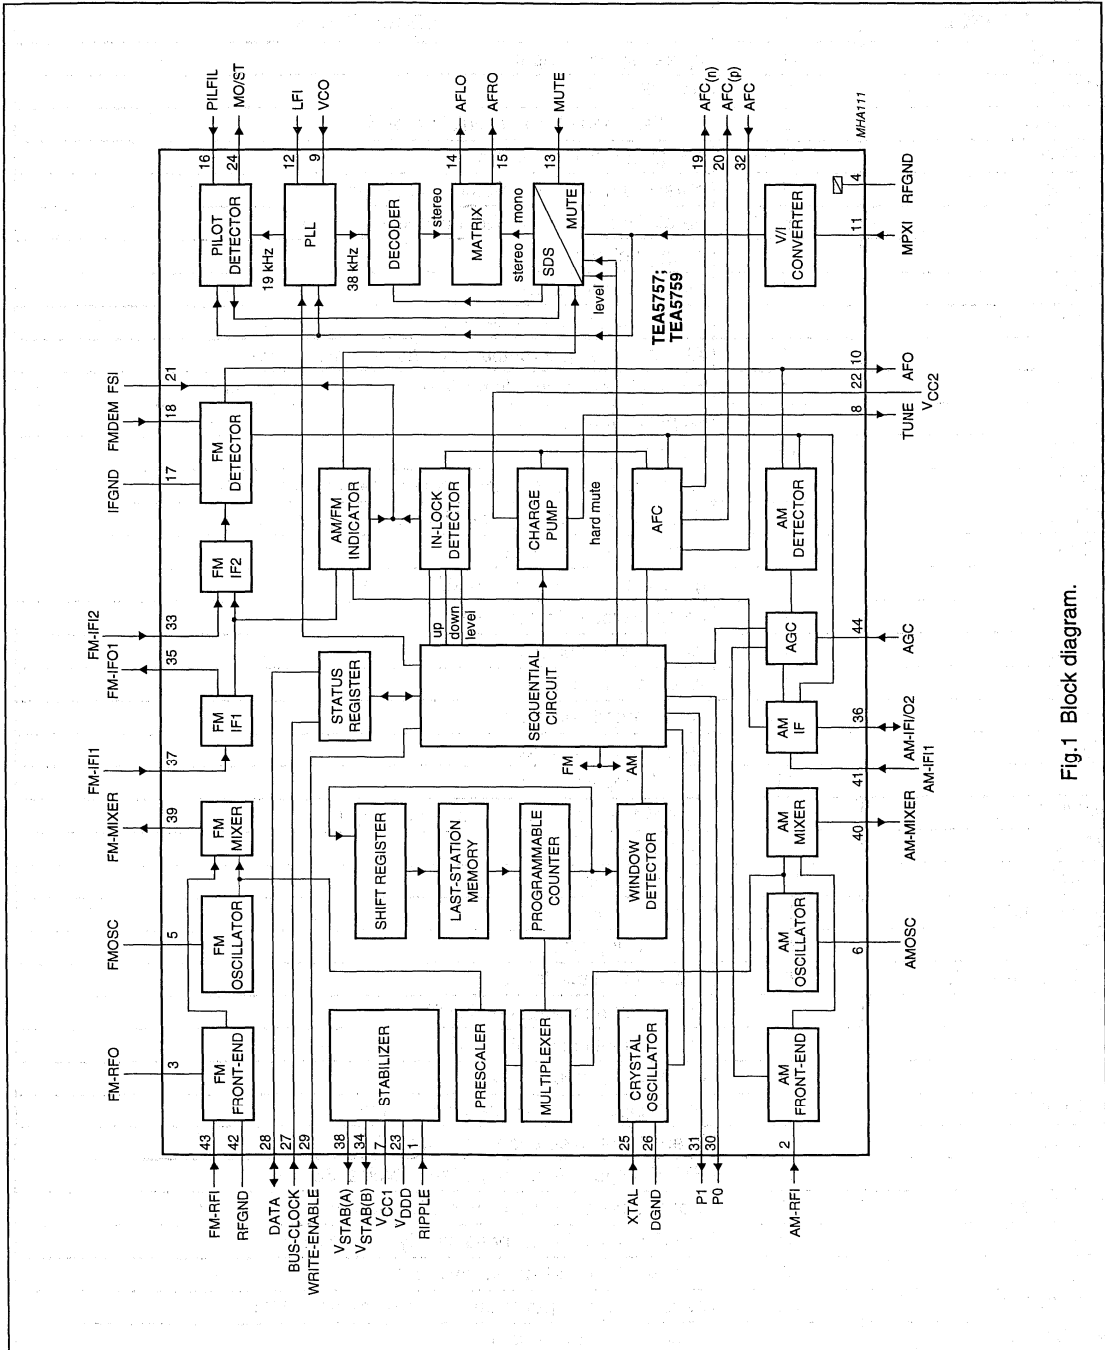 FM-RFO
FMOSC
FM-MIXER
FM-IFI1
FM-IFO1
FM-IFI2
IFGND
FMDEM
FSI
3
5
39
37
35
33
17
18
21
FM-RFI
43
RFGND
42
DATA
28
BUS-CLOCK
27
WRITE-ENABLE
29
VSTAB(A)
38
VSTAB(B)
34
VCC1
7
VDDD
23
RIPPLE
1
XTAL
25
DGND
26
P1
31
P0
30
AM-RFI
2
FM
FRONT-END
FM
OSCILLATOR
FM
MIXER
FM
IF1
FM
IF2
FM
DETECTOR
PILOT
DETECTOR
16
PILFIL
24
MO/ST
19 kHz
PLL
12
LFI
9
VCO
38 kHz
DECODER
stereo
MATRIX
14
AFLO
15
AFRO
stereo
mono
SDS
MUTE
13
MUTE
level
TEA5757;
TEA5759
STABILIZER
SHIFT REGISTER
STATUS
REGISTER
AM/FM
INDICATOR
LAST-STATION
MEMORY
up
down
level
IN-LOCK
DETECTOR
PRESCALER
MULTIPLEXER
PROGRAMMABLE
COUNTER
SEQUENTIAL
CIRCUIT
CHARGE
PUMP
hard mute
FM
AM
CRYSTAL
OSCILLATOR
WINDOW
DETECTOR
AFC
19
AFC(n)
20
AFC(p)
32
AFC
AM
FRONT-END
AM
OSCILLATOR
AM
MIXER
AM
IF
AGC
AM
DETECTOR
V/I
CONVERTER
6
40
41
36
44
8
22
10
11
4
AMOSC
AM-MIXER
AM-IFI1
AM-IFI/O2
AGC
TUNE
VCC2
AFO
MPXI
RFGND
MHA111
Fig.1 Block diagram.